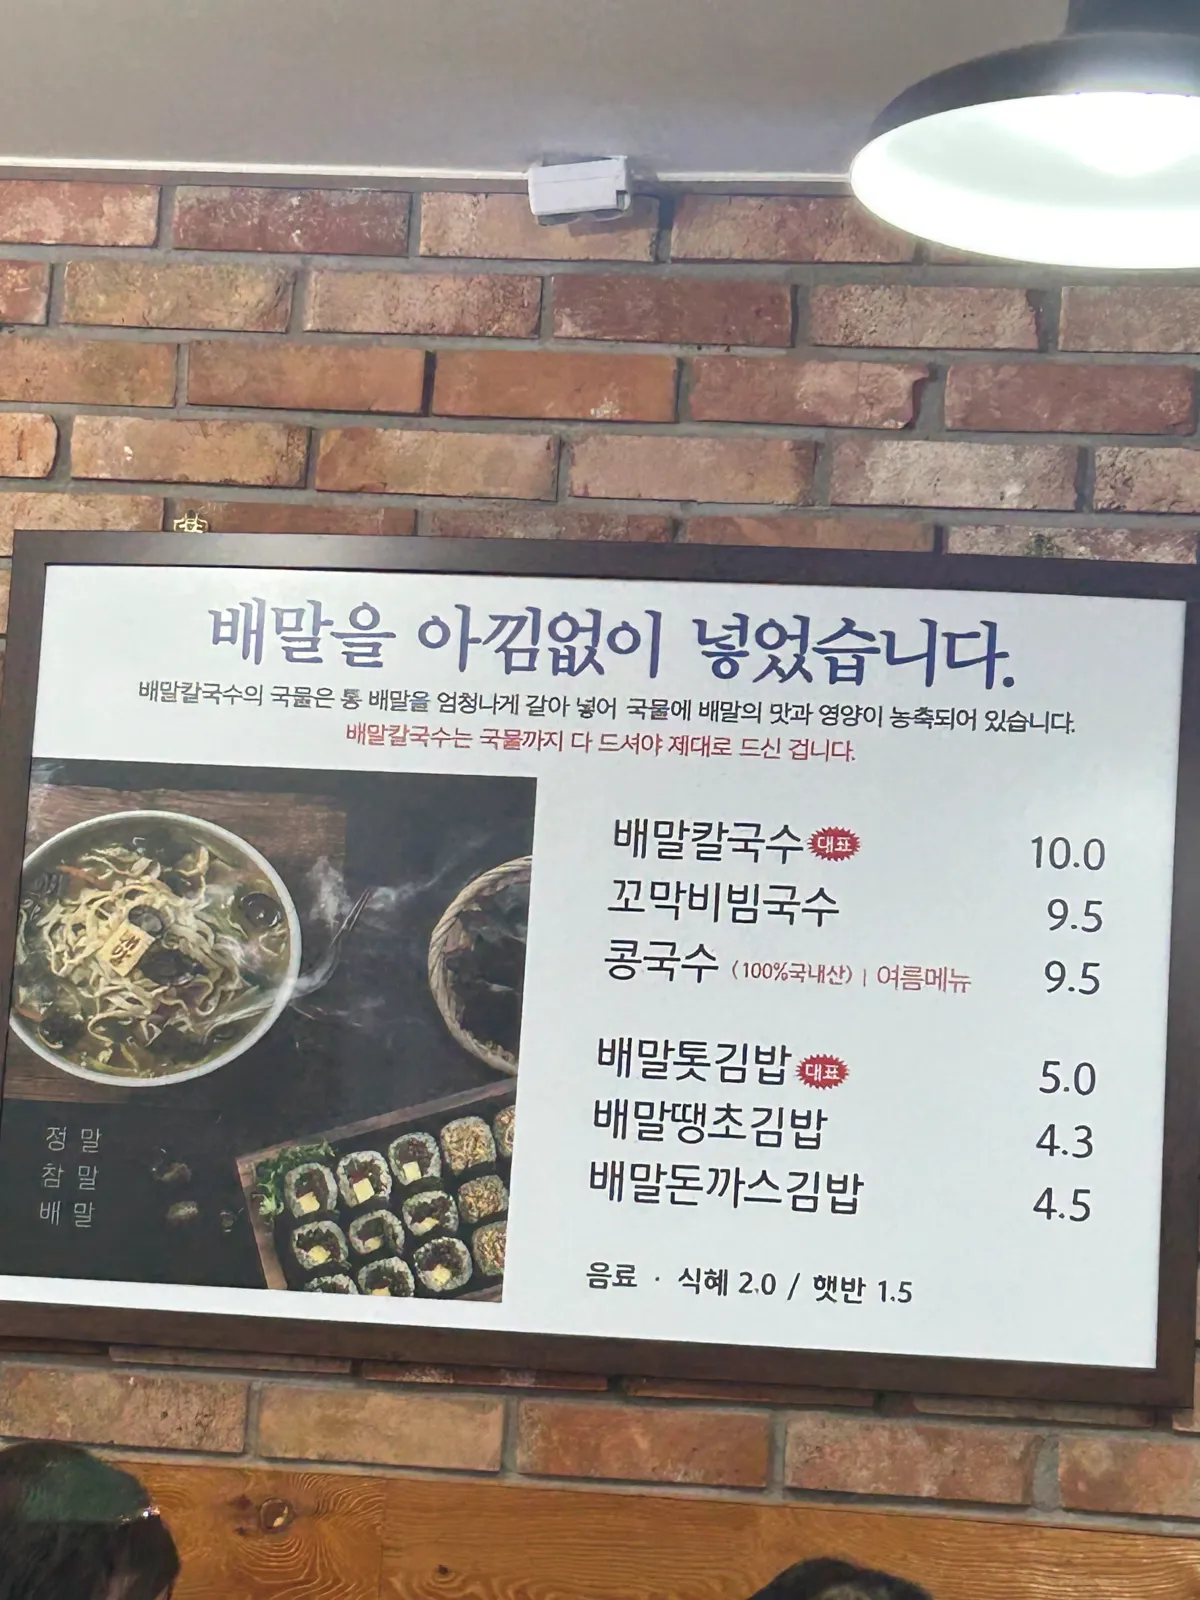 배말을 아낌없이 넣었습니다.
배말칼국수의 국물은 통 배말을 엄청나게 갈아 넣어 국물에 배말의 맛과 영양이 농축되어 있습니다.
배말칼국수는 국물까지 다 드셔야 제대로 드신 겁니다.
배말칼국수 대표 10.0
꼬막비빔국수 9.5
콩국수 (100%국내산) | 여름메뉴 9.5
배말톳김밥 대표 5.0
배말땡초김밥 4.3
배말돈까스김밥 4.5
음료 · 식혜 2.0 / 햇반 1.5
정말
참말
배말